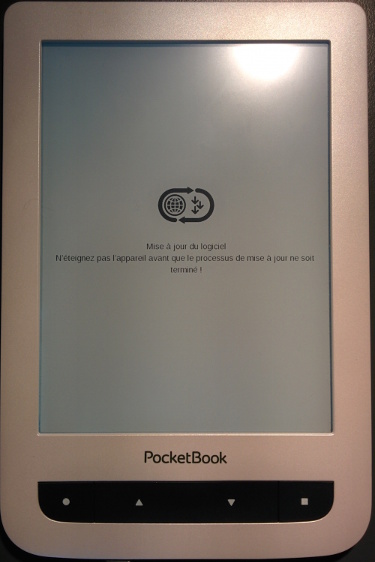 Mise à jour du logiciel
N'éteignez pas l'appareil avant que le processus de mise à jour ne soit
terminé !
PocketBook